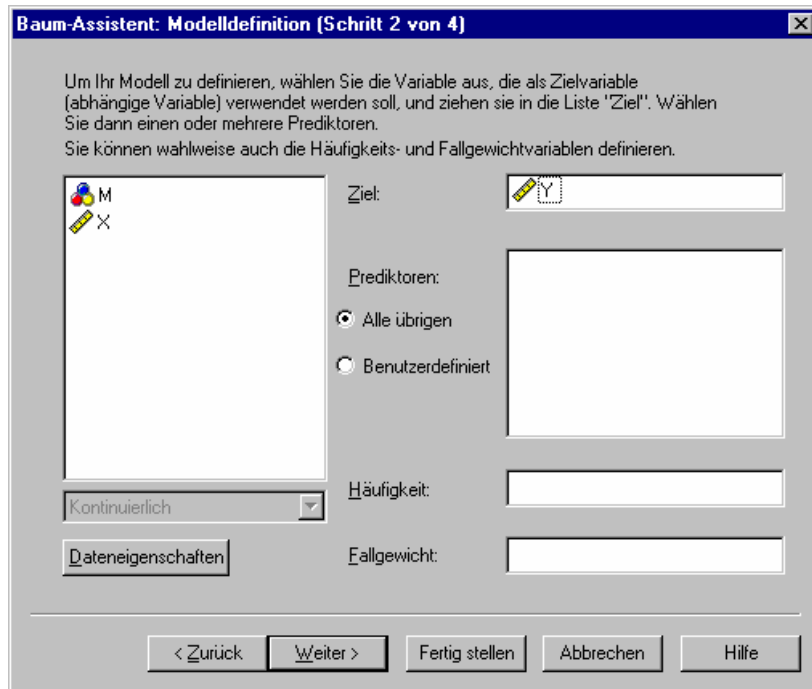 Baum-Assistent: Modelldefinition (Schritt 2 von 4)
Um Ihr Modell zu definieren, wählen Sie die Variable aus, die als Zielvariable
(abhängige Variable) verwendet werden soll, und ziehen sie in die Liste "Ziel". Wählen
Sie dann einen oder mehrere Prediktoren.
Sie können wahlweise auch die Häufigkeits- und Fallgewichtvariablen definieren.
M
X
Ziel:
Y
Prediktoren:
Alle übrigen
Benutzerdefiniert
Kontinuierlich
Häufigkeit:
Dateneigenschaften
Fallgewicht:
< Zurück
Weiter >
Fertig stellen
Abbrechen
Hilfe